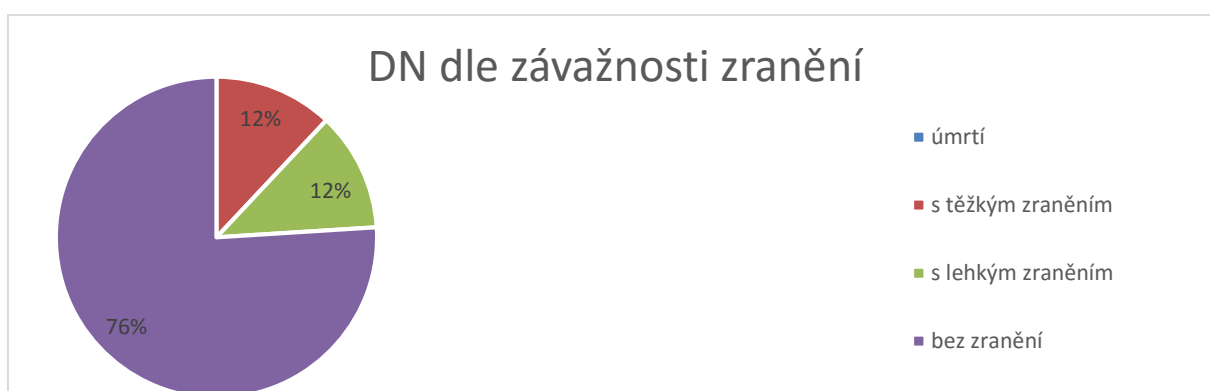 DN dle závažnosti zranění
12%
12%
76%
úmrtí
s těžkým zraněním
s lehkým zraněním
bez zranění